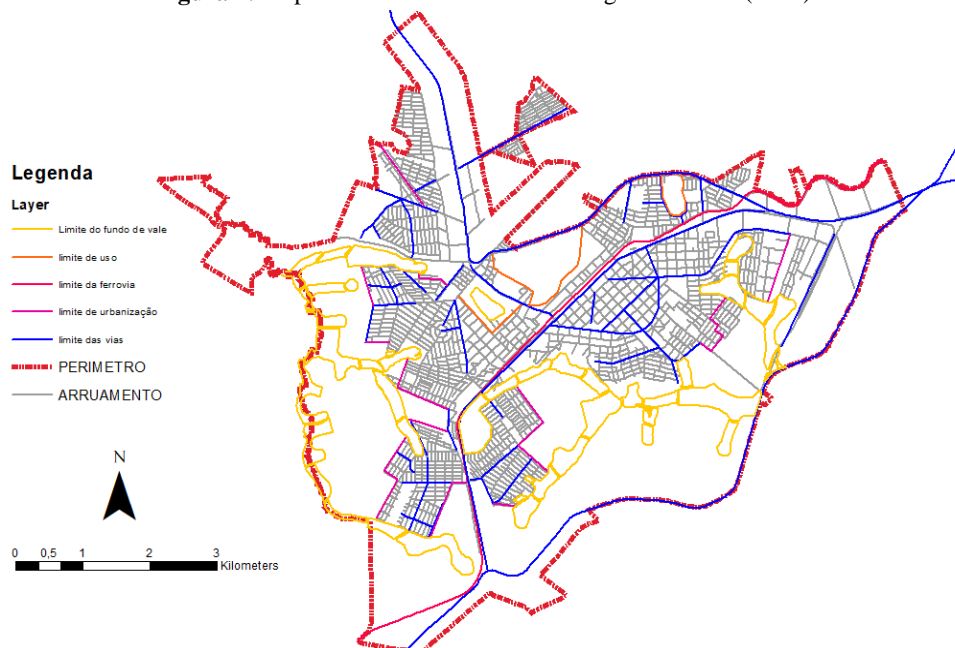 Legenda
Layer
Limite do fundo de vale
limite de uso
limite da ferrovia
limite de urbanização
limite das vias
PERIMETRO
ARRUAMENTO
N
0 0,5 1 2 3
Kilometers